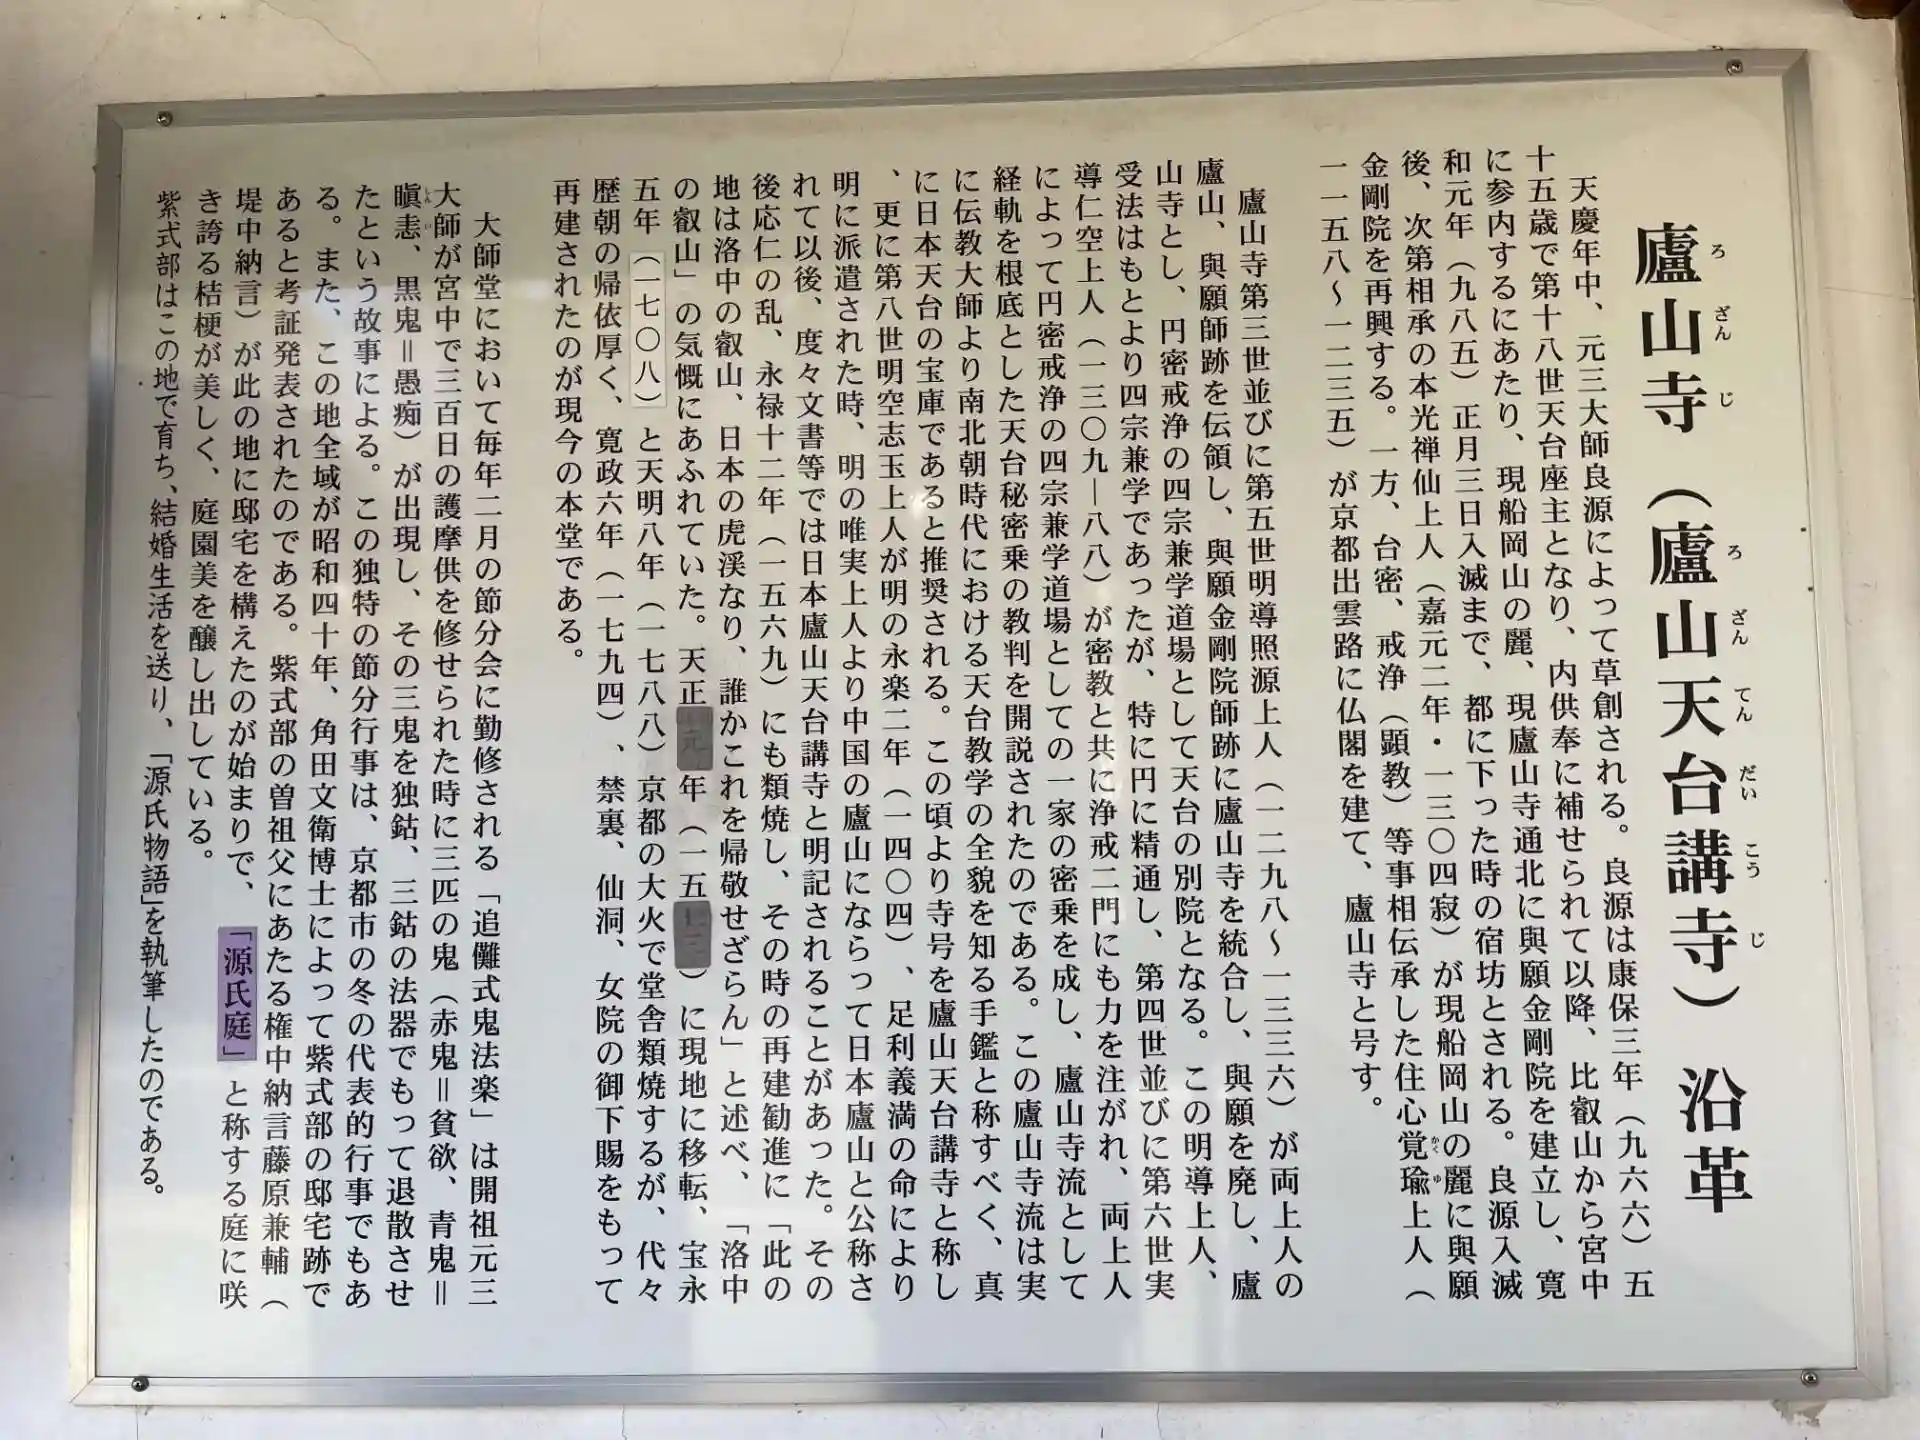 廬山寺（廬山天台講寺）沿革
ろざんじ ろざんてんだいこうじ
天慶年中、元三大師良源によって草創される。良源は康保三年（九六六）五
十五歳で第十八世天台座主となり、内供奉に補せられて以降、比叡山から宮中
に参内するにあたり、現船岡山の麗、現廬山寺通北に與願金剛院を建立し、寛
和元年（九八五）正月三日入滅まで、都に下った時の宿坊とされる。良源入滅
後、次第相承の本光禅仙上人（嘉元二年・一三〇四寂）が現船岡山の麗に與願
金剛院を再興する。一方、台密、戒浄（顕教）等事相伝承した住心覚瑜上人（
かくゆ
一一五八～一二三五）が京都出雲路に仏閣を建て、廬山寺と号す。
廬山寺第三世並びに第五世明導照源上人（一二九八～一三三六）が両上人の
廬山、與願師跡を伝領し、與願金剛院師跡に廬山寺を統合し、與願を廃し、廬
山寺とし、円密戒浄の四宗兼学道場として天台の別院となる。この明導上人、
受法はもとより四宗兼学であったが、特に円に精通し、第四世並びに第六世実
導仁空上人（一三〇九―八八）が密教と共に浄戒二門にも力を注がれ、両上人
によって円密戒浄の四宗兼学道場としての一家の密乗を成し、廬山寺流として
経軌を根底とした天台秘密乗の教判を開説されたのである。この廬山寺流は実
に伝教大師より南北朝時代における天台教学の全貌を知る手鑑と称すべく、真
に日本天台の宝庫であると推奨される。この頃より寺号を廬山天台講寺と称し
、更に第八世明空志玉上人が明の永楽二年（一四〇四）、足利義満の命により
明に派遣された時、明の唯実上人より中国の廬山にならって日本廬山と公称さ
れて以後、度々文書等では日本廬山天台講寺と明記されることがあった。その
後応仁の乱、永禄十二年（一五六九）にも類焼し、その時の再建勧進に「此の
地は洛中の叡山、日本の虎渓なり、誰かこれを帰敬せざらん」と述べ、「洛中
の叡山」の気慨にあふれていた。天正元年（一五七三）に現地に移転、宝永
五年（一七〇八）と天明八年（一七八八）京都の大火で堂舎類焼するが、代々
歴朝の帰依厚く、寛政六年（一七九四）、禁裏、仙洞、女院の御下賜をもって
再建されたのが現今の本堂である。
大師堂において毎年二月の節分会に勤修される「追儺式鬼法楽」は開祖元三
大師が宮中で三百日の護摩供を修せられた時に三匹の鬼（赤鬼＝貧欲、青鬼＝
瞋恚、黒鬼＝愚痴）が出現し、その三鬼を独鈷、三鈷の法器でもって退散させ
たという故事による。この独特の節分行事は、京都市の冬の代表的行事でもあ
る。また、この地全域が昭和四十年、角田文衛博士によって紫式部の邸宅跡で
あると考証発表されたのである。紫式部の曽祖父にあたる権中納言藤原兼輔（
堤中納言）が此の地に邸宅を構えたのが始まりで、「源氏庭」と称する庭に咲
き誇る桔梗が美しく、庭園美を醸し出している。
紫式部はこの地で育ち、結婚生活を送り、「源氏物語」を執筆したのである。